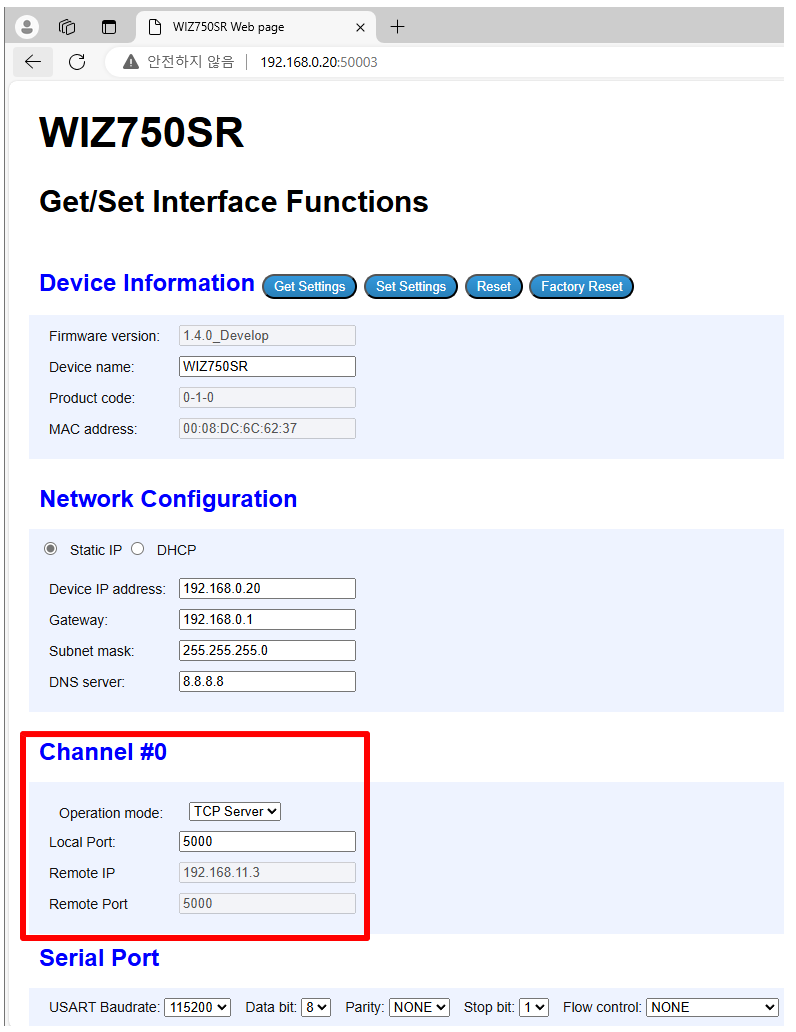 WIZ750SR Web page
안전하지 않음 192.168.0.20:50003
WIZ750SR
Get/Set Interface Functions
Device Information Get Settings Set Settings Reset Factory Reset
Firmware version: 1.4.0_Develop
Device name: WIZ750SR
Product code: 0-1-0
MAC address: 00:08:DC:6C:62:37
Network Configuration
Static IP DHCP
Device IP address: 192.168.0.20
Gateway: 192.168.0.1
Subnet mask: 255.255.255.0
DNS server: 8.8.8.8
Channel #0
Operation mode: TCP Server
Local Port: 5000
Remote IP 192.168.11.3
Remote Port 5000
Serial Port
USART Baudrate: 115200 Data bit: 8 Parity: NONE Stop bit: 1 Flow control: NONE